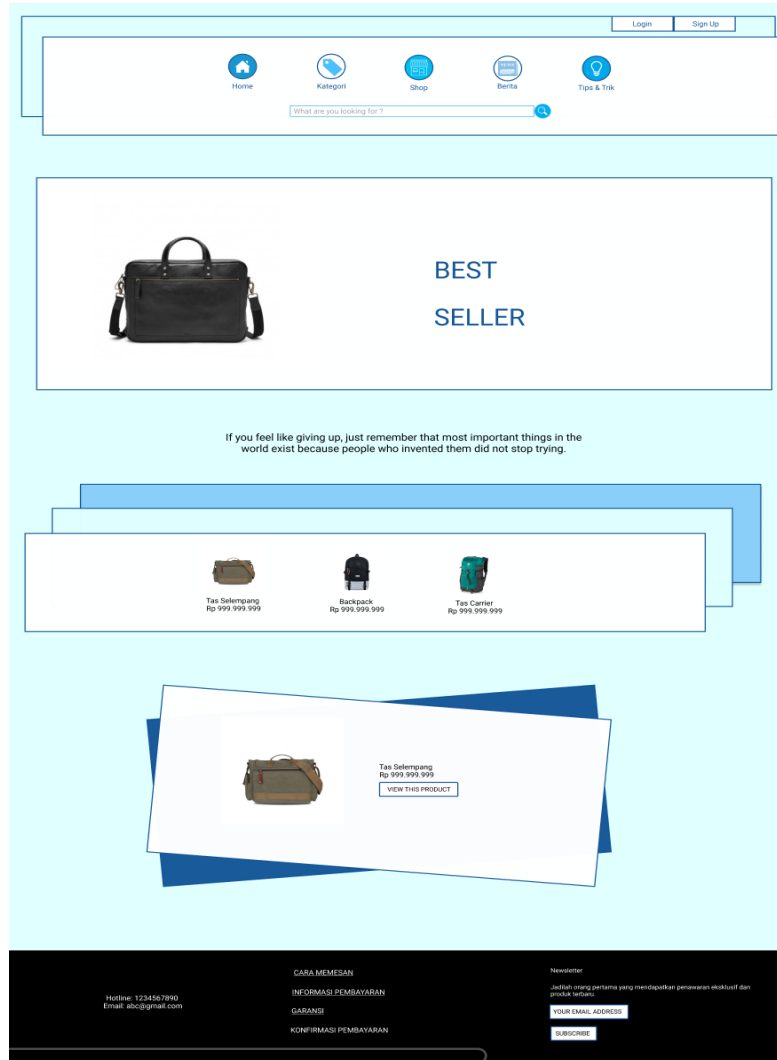 Login
Sign Up
Home
Kategori
Shop
NEWS
Berita
Tips & Trik
What are you looking for ?
BEST
SELLER
If you feel like giving up, just remember that most important things in the
world exist because people who invented them did not stop trying.
Tas Selempang
Rp 999.999.999
Backpack
Rp 999.999.999
Tas Carrier
Rp 999.999.999
Tas Selempang
Rp 999.999.999
VIEW THIS PRODUCT
Hotline: 1234567890
Email: abc@gmail.com
CARA MEMESAN
INFORMASI PEMBAYARAN
GARANSI
KONFIRMASI PEMBAYARAN
Newsletter
Jadilah orang pertama yang mendapatkan penawaran eksklusif dan
produk terbaru.
YOUR EMAIL ADDRESS
SUBSCRIBE